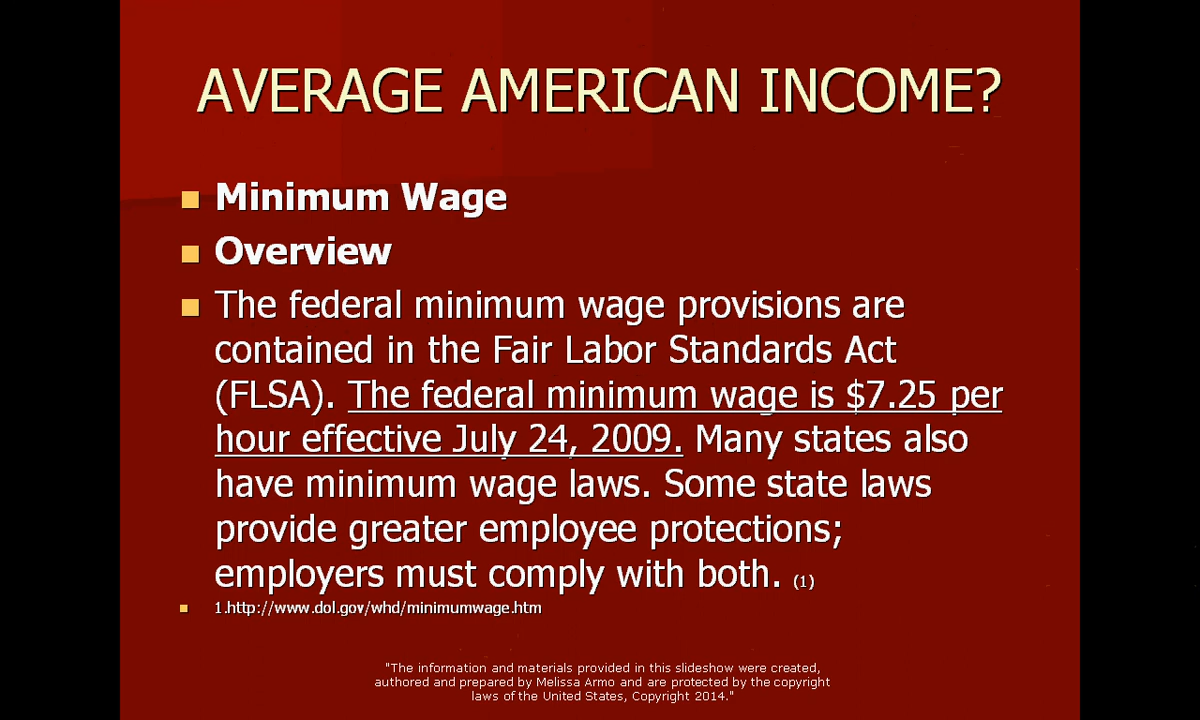 AVERAGE AMERICAN INCOME?
Minimum Wage
Overview
The federal minimum wage provisions are
contained in the Fair Labor Standards Act
(FLSA). The federal minimum wage is $7.25 per
hour effective July 24, 2009. Many states also
have minimum wage laws. Some state laws
provide greater employee protections;
employers must comply with both. (1)
1.http://www.dol.gov/whd/minimumwage.htm
"The information and materials provided in this slideshow were created,
authored and prepared by Melissa Armo and are protected by the copyright
laws of the United States, Copyright 2014."